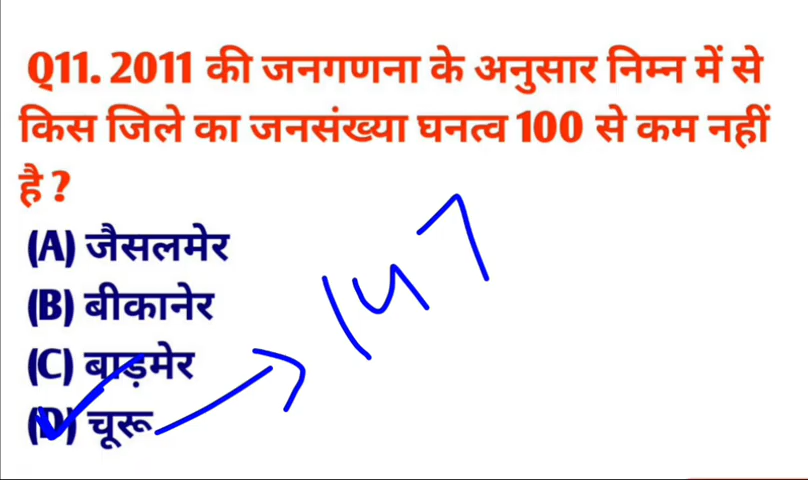 Q11. 2011 की जनगणना के अनुसार निम्न में से
किस जिले का जनसंख्या घनत्व 100 से कम नहीं
है ?
(A) जैसलमेर
(B) बीकानेर
(C) बाड़मेर
(D) चूरू
147